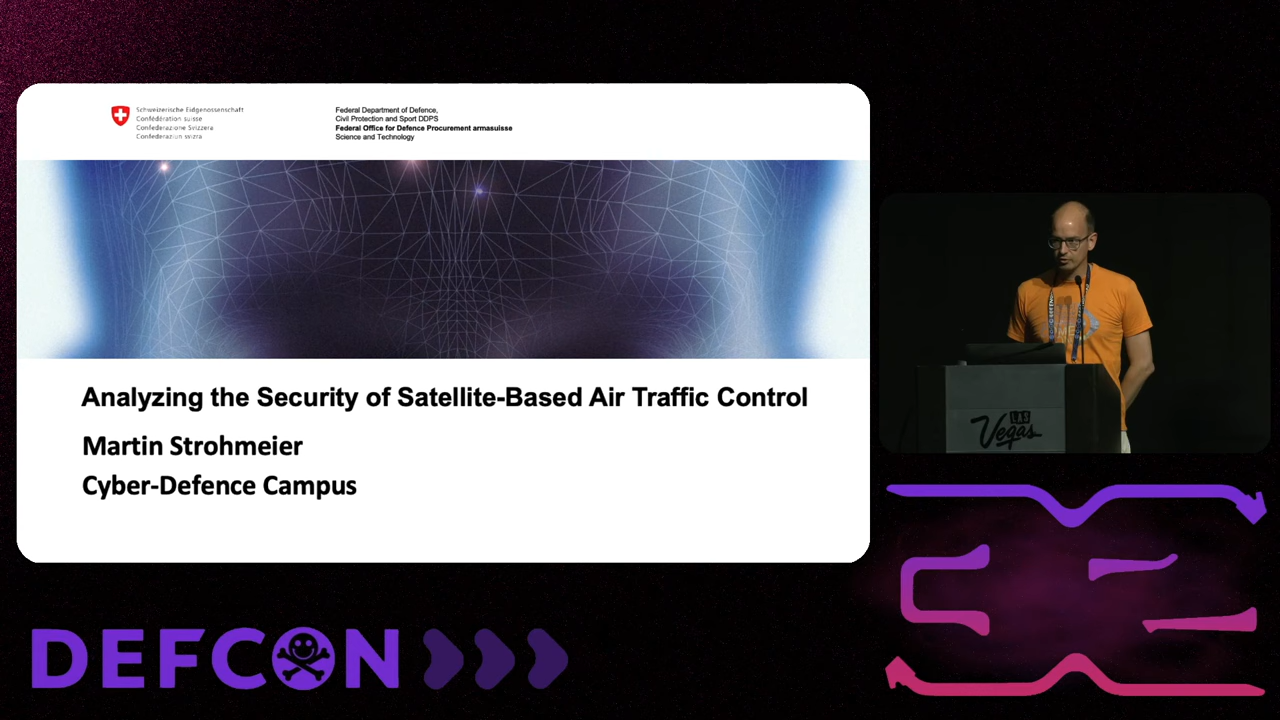 Schweizerische Eidgenossenschaft
Confédération suisse
Confederazione Svizzera
Confederaziun svizra
Federal Department of Defence,
Civil Protection and Sport DDPS
Federal Office for Defence Procurement armasuisse
Science and Technology
Analyzing the Security of Satellite-Based Air Traffic Control
Martin Strohmeier
Cyber-Defence Campus
LAS
Vegas
DEFCON